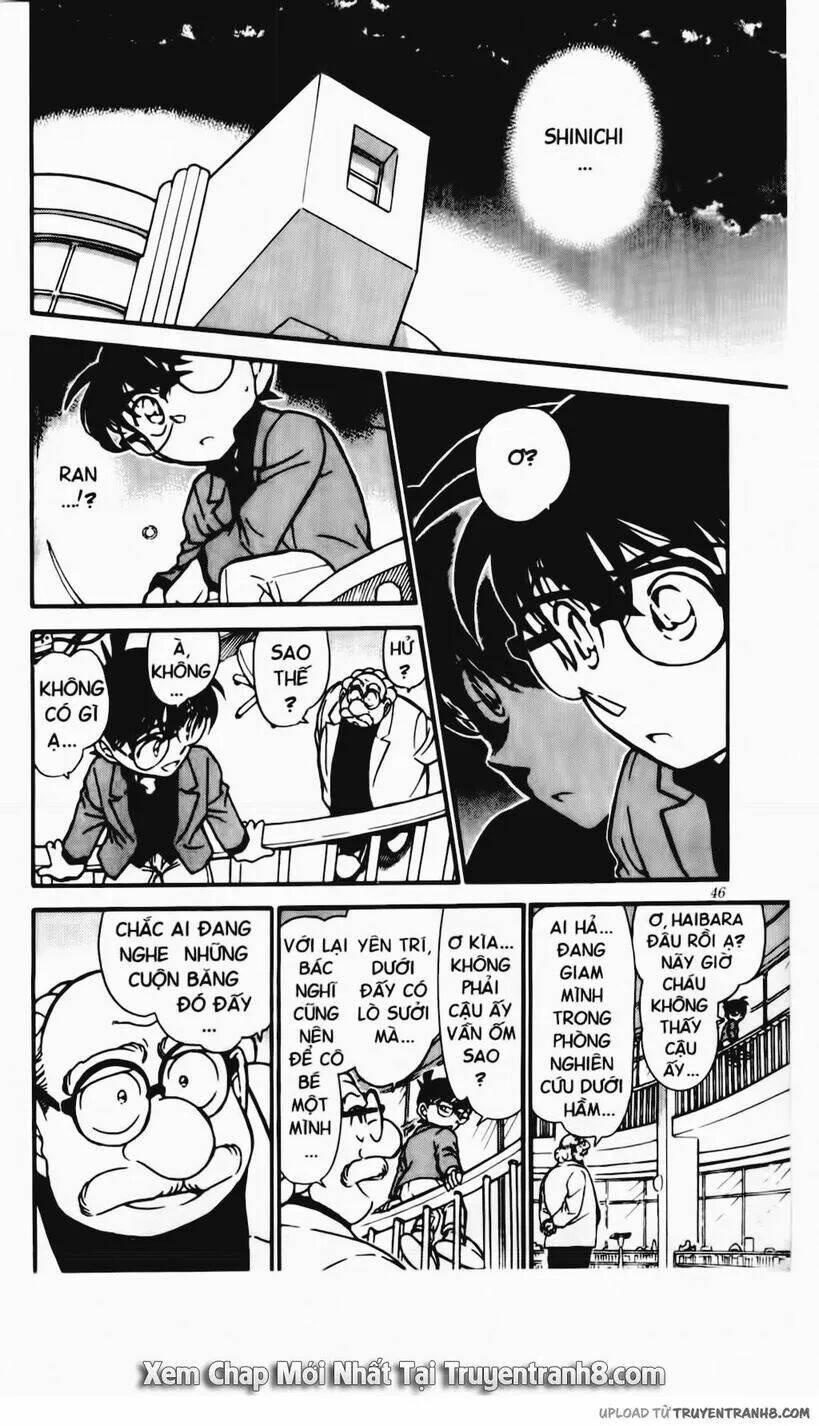 SHINICHI
...
Ơ?
RAN
...!?
HỬ
?
SAO
THẾ
?
À,
KHÔNG
...
KHÔNG
CÓ GÌ
Ạ...
46
Ơ, HAIBARA
ĐÂU RỒI Ạ?
NÃY GIỜ
CHÁU
KHÔNG
THẤY
CẬU
ẤY...
AI HẢ...
ĐANG
GIAM
MÌNH
TRONG
PHÒNG
NGHIÊN
CỨU DƯỚI
HẦM...
Ơ KÌA...
KHÔNG
PHẢI
CẬU ẤY
VẪN ỐM
SAO
?
YÊN TRÍ,
DƯỚI
ĐẤY CÓ
LÒ SƯỞI
MÀ...
VỚI LẠI
BÁC
NGHĨ
CŨNG
NÊN
ĐỂ CÔ
BÉ
MỘT
MÌNH
...
CHẮC AI ĐANG
NGHE NHỮNG
CUỘN BĂNG
ĐÓ ĐẤY
...
Xem Chap Mới Nhất Tại Truyentranh8.com
UPLOAD TỪ TRUYENTRANH8.COM